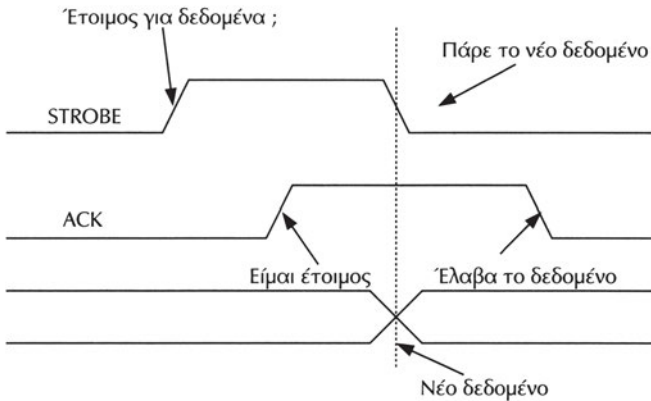 Έτοιμος για δεδομένα ;
Πάρε το νέο δεδομένο
STROBE
ACK
Είμαι έτοιμος
Έλαβα το δεδομένο
Νέο δεδομένο